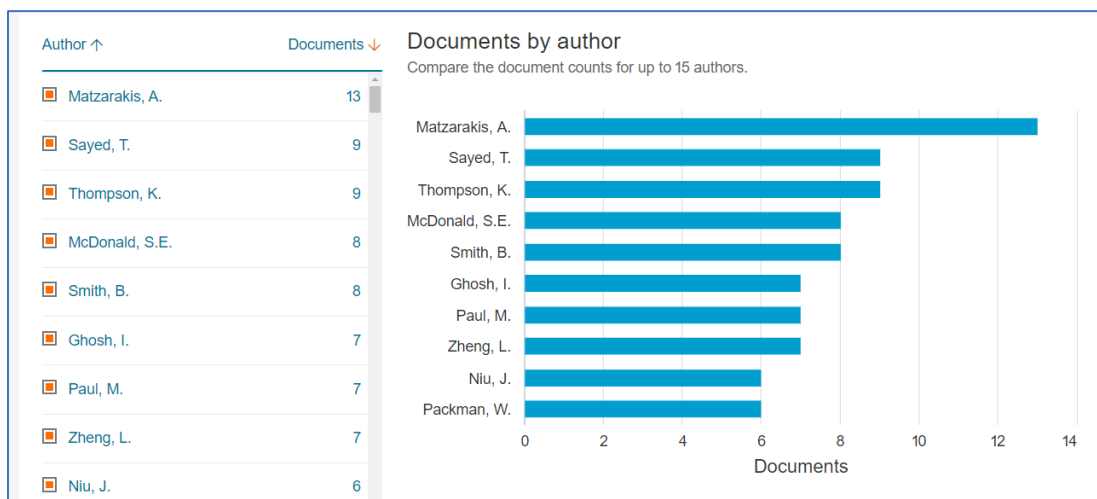 Author ↑ Documents ↓
Matzarakis, A. 13
Sayed, T. 9
Thompson, K. 9
McDonald, S.E. 8
Smith, B. 8
Ghosh, I. 7
Paul, M. 7
Zheng, L. 7
Niu, J. 6
Documents by author
Compare the document counts for up to 15 authors.
Matzarakis, A.
Sayed, T.
Thompson, K.
McDonald, S.E.
Smith, B.
Ghosh, I.
Paul, M.
Zheng, L.
Niu, J.
Packman, W.
0 2 4 6 8 10 12 14
Documents